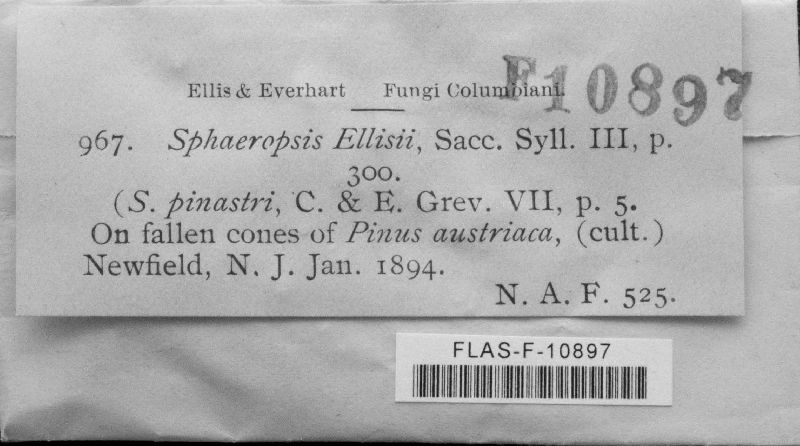 Ellis & Everhart Fungi Columbiani.
F10897
967. Sphaeropsis Ellisii, Sacc. Syll. III, p.
300.
(S. pinastri, C. & E. Grev. VII, p. 5.
On fallen cones of Pinus austriaca, (cult.)
Newfield, N. J. Jan. 1894.
N. A. F. 525.
FLAS-F-10897